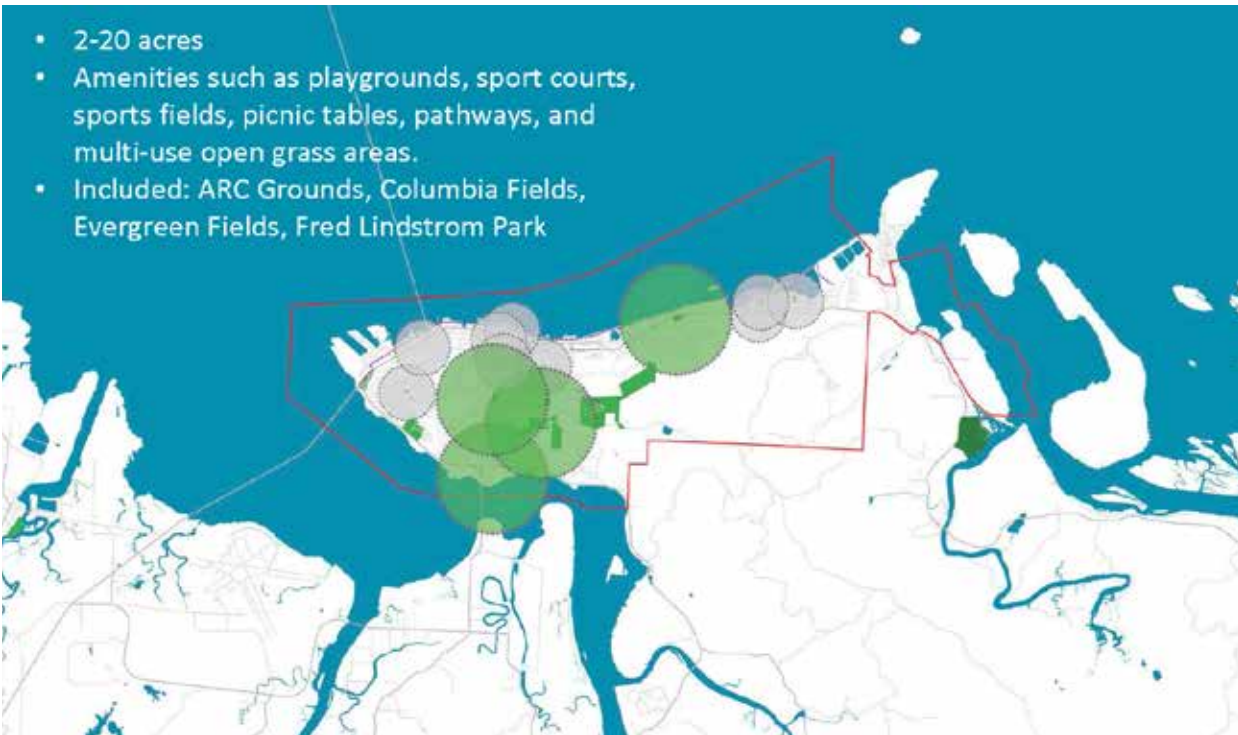 • 2-20 acres
• Amenities such as playgrounds, sport courts,
sports fields, picnic tables, pathways, and
multi-use open grass areas.
• Included: ARC Grounds, Columbia Fields,
Evergreen Fields, Fred Lindstrom Park